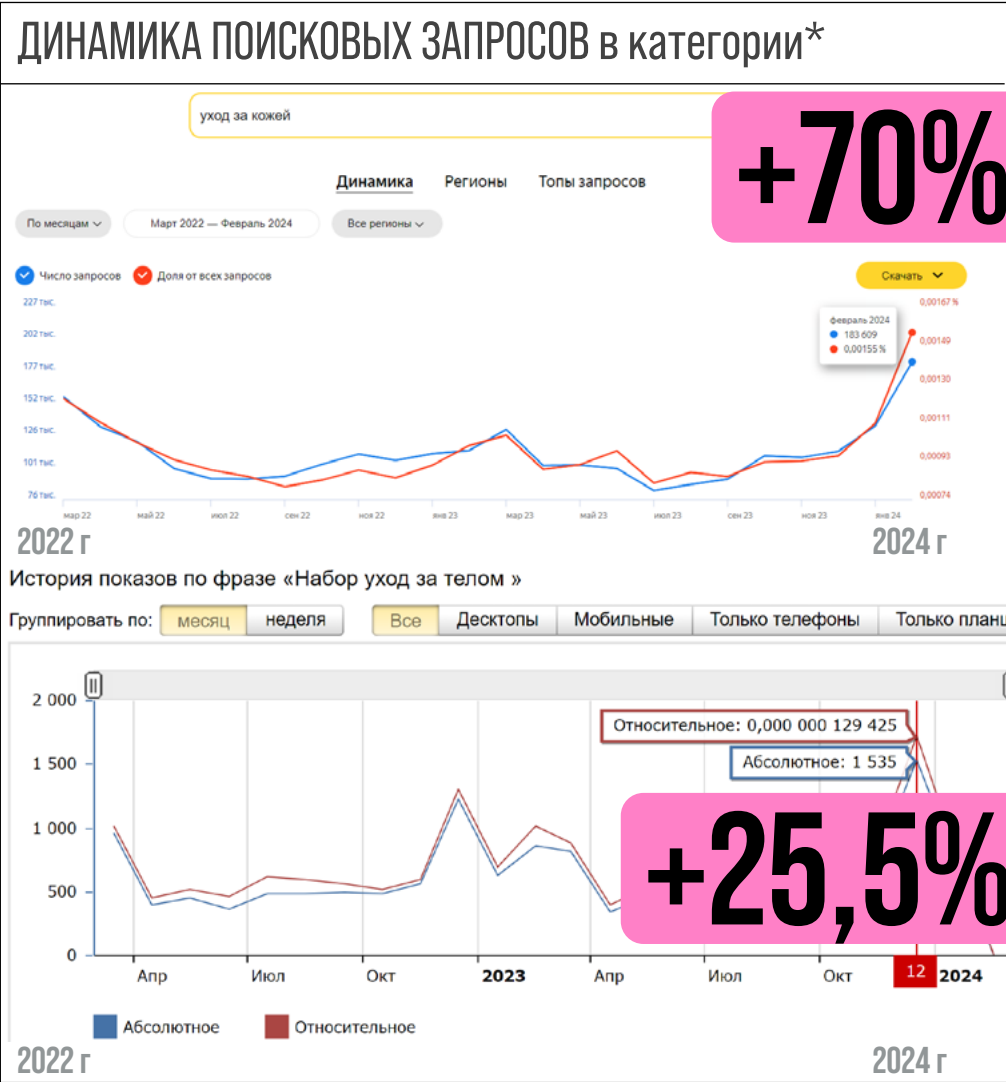 ДИНАМИКА ПОИСКОВЫХ ЗАПРОСОВ в категории*
уход за кожей
+70%
Динамика Регионы Топы запросов
По месяцам Март 2022 — Февраль 2024 Все регионы
Число запросов Доля от всех запросов Скачать
227 тыс. 0,00167 %
февраль 2024
202 тыс. 183 609 0,00149
0,00155 %
177 тыс. 0,00130
152 тыс. 0,00111
126 тыс.
101 тыс. 0,00093
76 тыс. 0,00074
мар 22 май 22 июл 22 сен 22 ноя 22 янв 23 мар 23 май 23 июл 23 сен 23 ноя 23 янв 24
2022 г 2024 г
История показов по фразе «Набор уход за телом »
Группировать по: месяц неделя Все Десктопы Мобильные Только телефоны Только план
2 000
Относительное: 0,000 000 129 425
1 500 Абсолютное: 1 535
1 000
+25,5%
500
0
Апр Июл Окт 2023 Апр Июл Окт 12 2024
Абсолютное Относительное
2022 г 2024 г